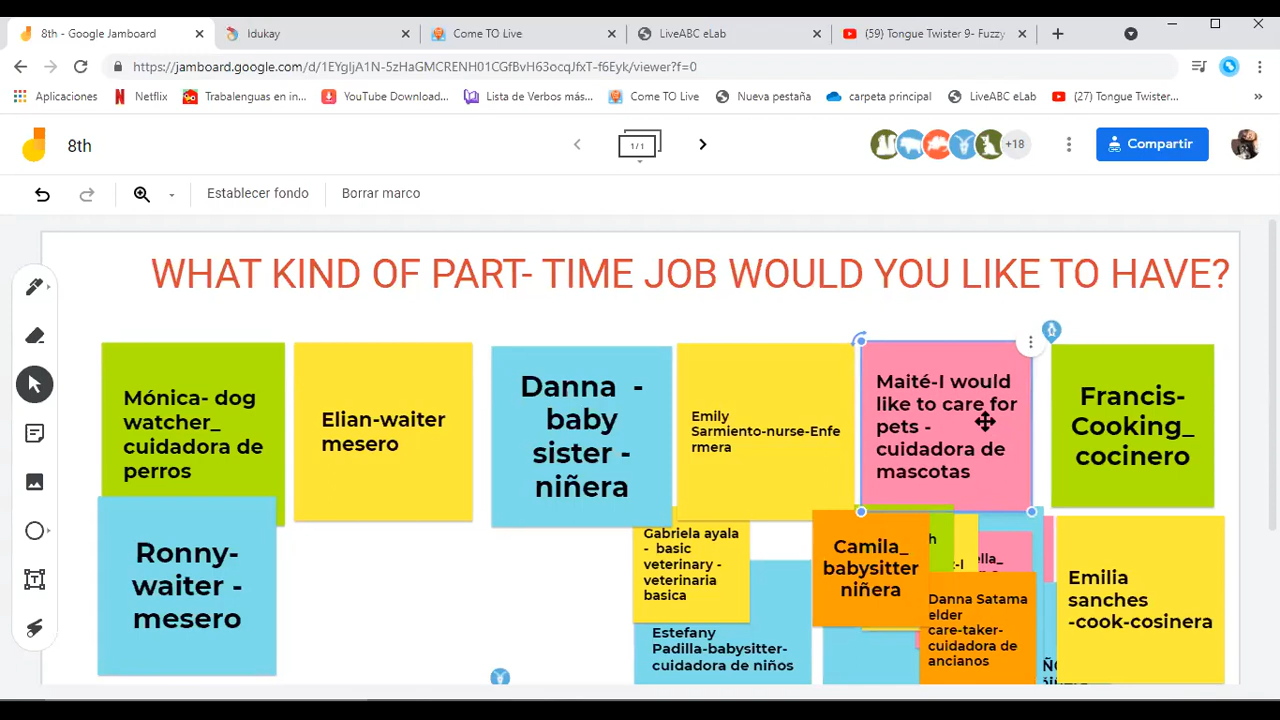 8th - Google Jamboard
Idukay
Come TO Live
LiveABC eLab
(59) Tongue Twister 9- Fuzzy
https://jamboard.google.com/d/1EYgIjA1N-5zHaGMCRENH01CGfBvH63ocqJfxT-f6Eyk/viewer?f=0
Aplicaciones
Netflix
Trabalenguas en in...
YouTube Download...
Lista de Verbos más...
Come TO Live
Nueva pestaña
carpeta principal
LiveABC eLab
(27) Tongue Twister...
8th
1/1
+18
Compartir
Establecer fondo
Borrar marco
WHAT KIND OF PART- TIME JOB WOULD YOU LIKE TO HAVE?
Mónica- dog
watcher_
cuidadora de
perros
Elian-waiter
mesero
Danna -
baby
sister -
niñera
Emily
Sarmiento-nurse-Enfe
rmera
Maité-I would
like to care for
pets -
cuidadora de
mascotas
Francis-
Cooking_
cocinero
Ronny-
waiter -
mesero
Gabriela ayala
- basic
veterinary -
veterinaria
basica
Estefany
Padilla-babysitter-
cuidadora de niños
Camila_
babysitter
niñera
Danna Satama
elder
care-taker-
cuidadora de
ancianos
Emilia
sanches
-cook-cosinera